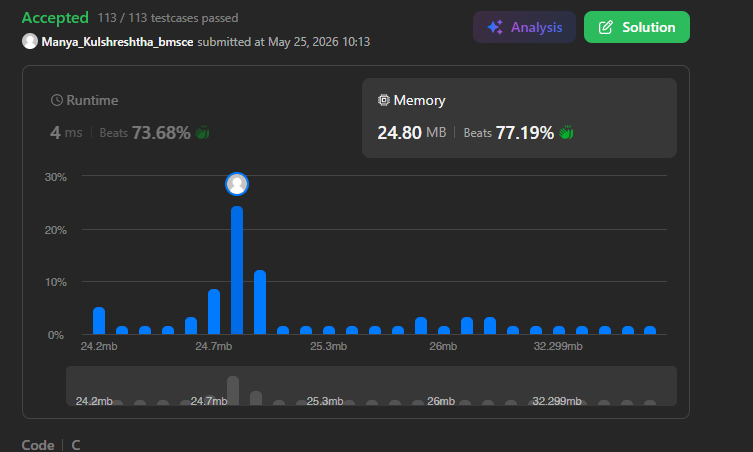 Accepted 113 / 113 testcases passed
Manya_Kulshreshtha_bmsce submitted at May 25, 2026 10:13
Analysis
Solution
Runtime
4 ms | Beats 73.68%
Memory
24.80 MB | Beats 77.19%
30%
20%
10%
0%
24.2mb 24.7mb 25.3mb 26mb 32.299mb
24.2mb 24.7mb 25.3mb 26mb 32.299mb
Code | C